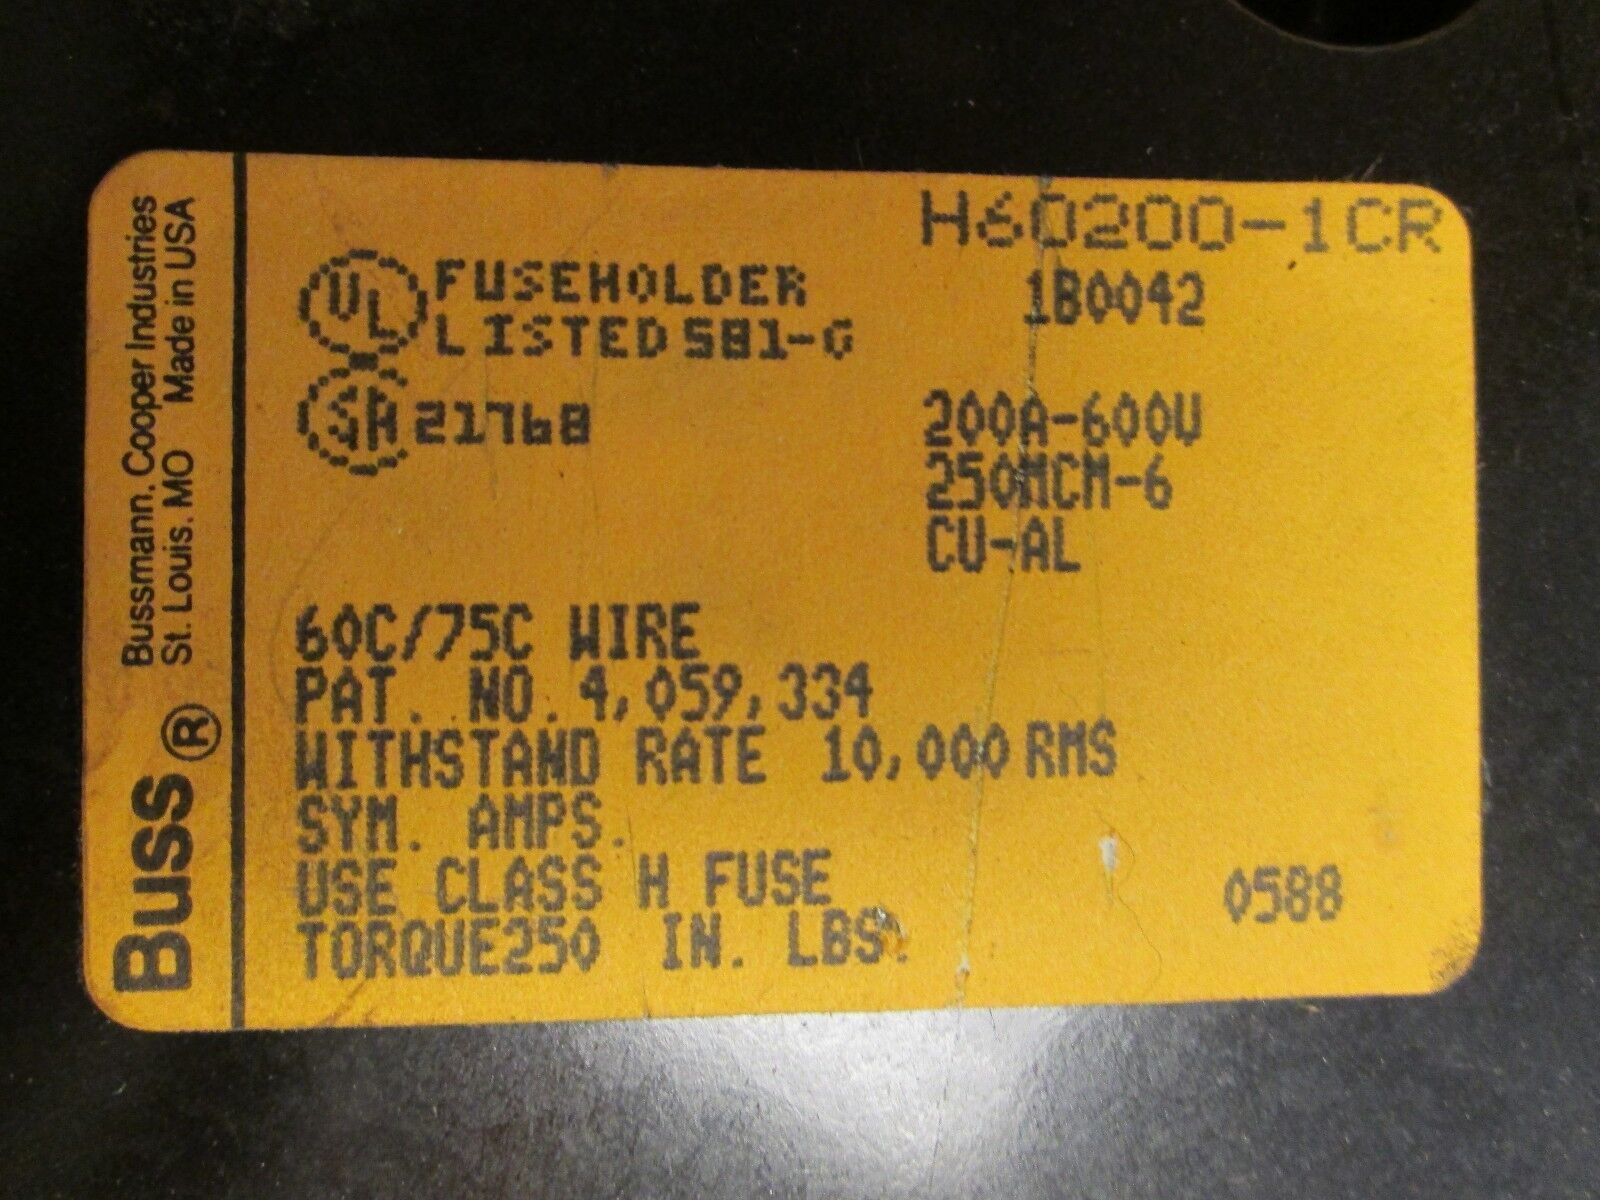 Buss®
Bussmann, Cooper Industries
St. Louis, MO Made in USA
H60200-1CR
1B0042
UL FUSEHOLDER
LISTED 581-G
SA 21768
200A-600V
250MCM-6
CU-AL
60C/75C WIRE
PAT. NO. 4,059,334
WITHSTAND RATE 10,000 RMS
SYM. AMPS.
USE CLASS H FUSE
TORQUE250 IN. LBS.
0588